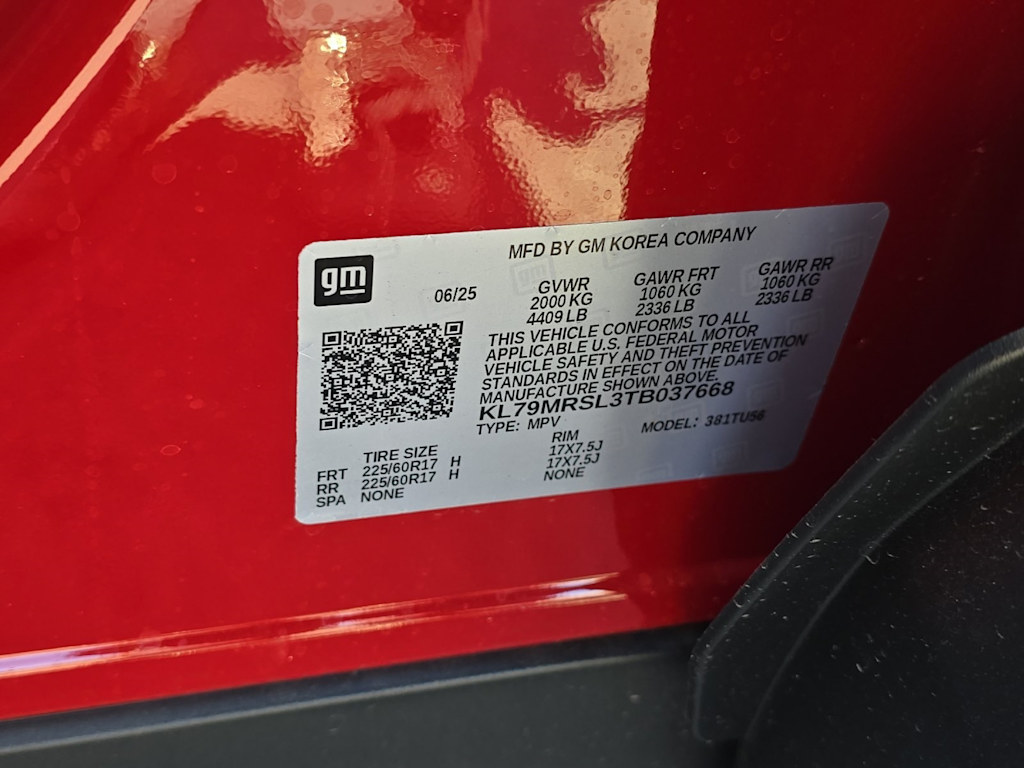 MFD BY GM KOREA COMPANY
gm
06/25
GVWR GAWR FRT GAWR RR
2000 KG 1060 KG 1060 KG
4409 LB 2336 LB 2336 LB
THIS VEHICLE CONFORMS TO ALL
APPLICABLE U.S. FEDERAL MOTOR
VEHICLE SAFETY AND THEFT PREVENTION
STANDARDS IN EFFECT ON THE DATE OF
MANUFACTURE SHOWN ABOVE.
KL79MRSL3TB037668
TYPE: MPV MODEL: 381TU56
TIRE SIZE RIM
FRT 225/60R17 H 17X7.5J
RR 225/60R17 H 17X7.5J
SPA NONE NONE